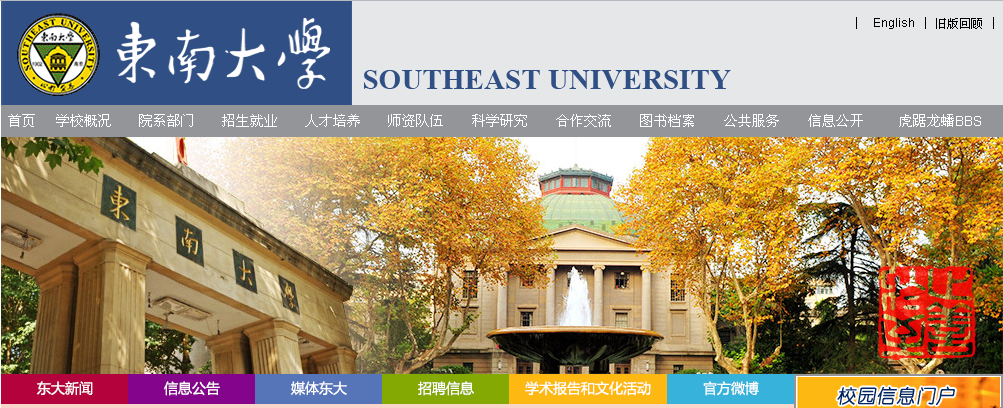 English 旧版回顾
SOUTHEAST UNIVERSITY
1902 南京
東南大學
SOUTHEAST UNIVERSITY
首页 学校概况 院系部门 招生就业 人才培养 师资队伍 科学研究 合作交流 图书档案 公共服务 信息公开 虎踞龙蟠BBS
東南大學
东大新闻 信息公告 媒体东大 招聘信息 学术报告和文化活动 官方微博 校园信息门户